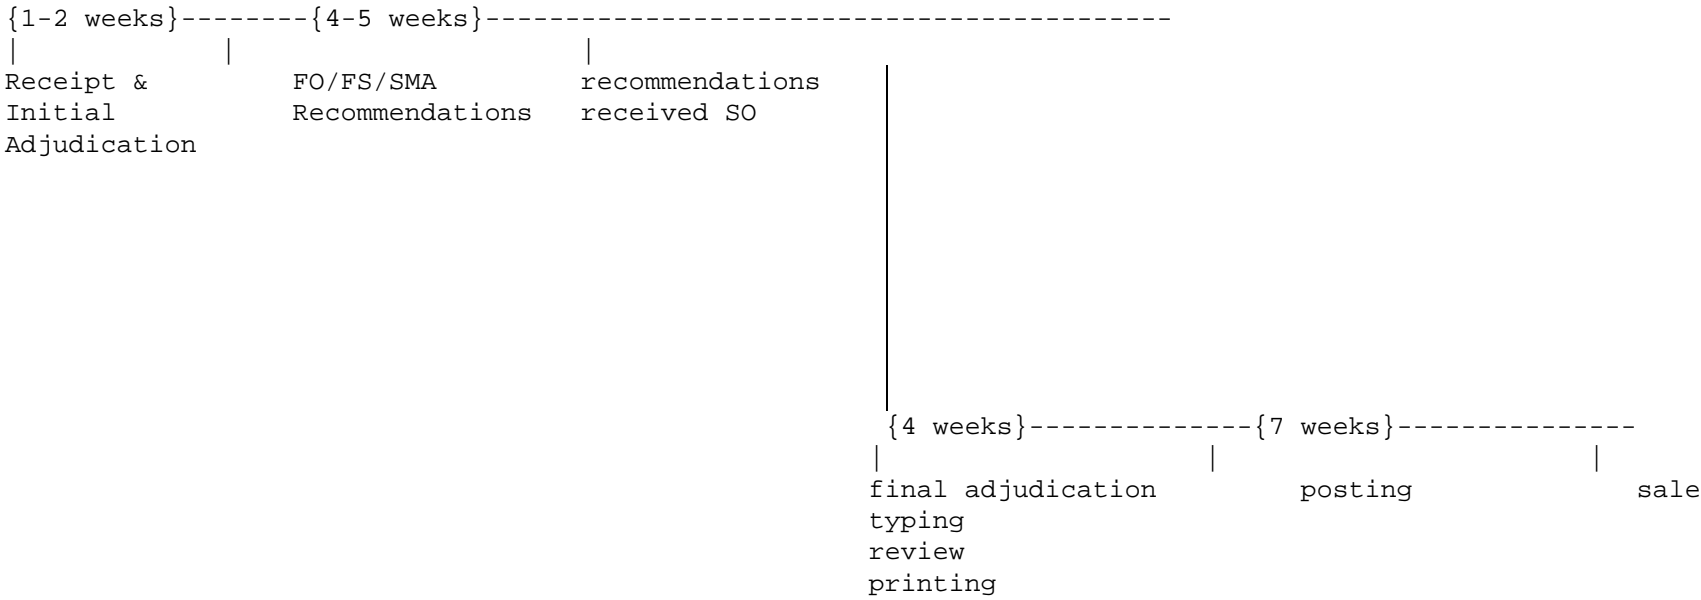 {1-2 weeks}--------{4-5 weeks}-------------------------------------------
| | |
Receipt & FO/FS/SMA recommendations
Initial Recommendations received SO
Adjudication
{4 weeks}--------------{7 weeks}---------------
| | |
final adjudication posting sale
typing
review
printing